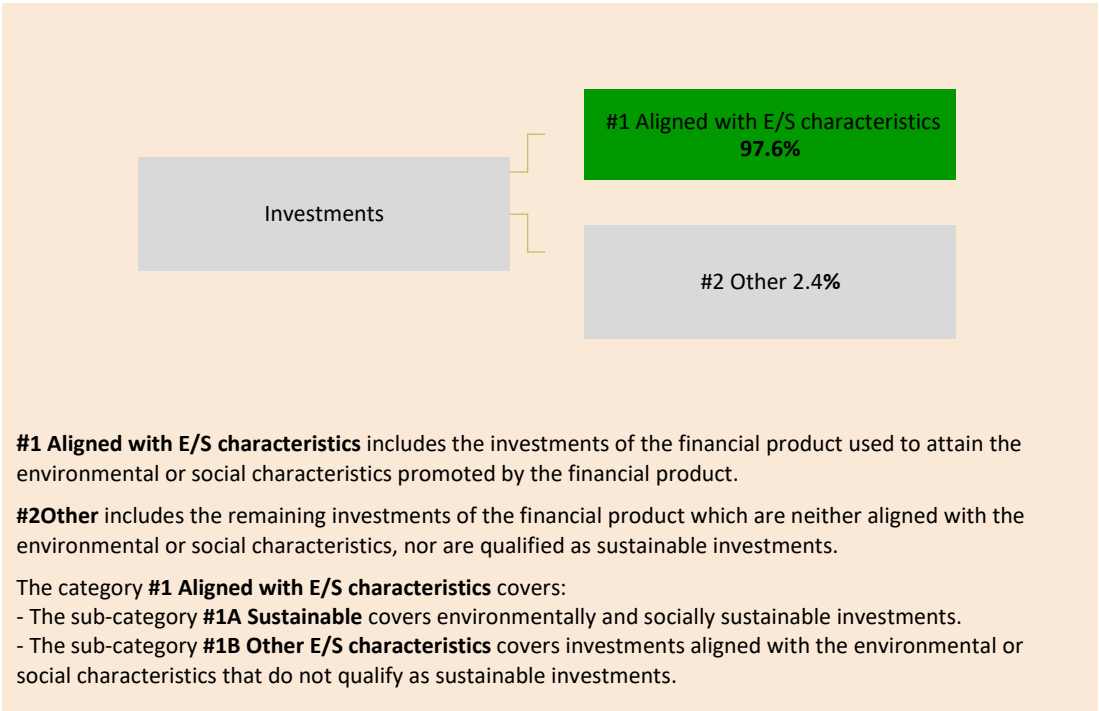 #1 Aligned with E/S characteristics
97.6%
Investments
#2 Other 2.4%
#1 Aligned with E/S characteristics includes the investments of the financial product used to attain the
environmental or social characteristics promoted by the financial product.
#2Other includes the remaining investments of the financial product which are neither aligned with the
environmental or social characteristics, nor are qualified as sustainable investments.
The category #1 Aligned with E/S characteristics covers:
- The sub-category #1A Sustainable covers environmentally and socially sustainable investments.
- The sub-category #1B Other E/S characteristics covers investments aligned with the environmental or
social characteristics that do not qualify as sustainable investments.